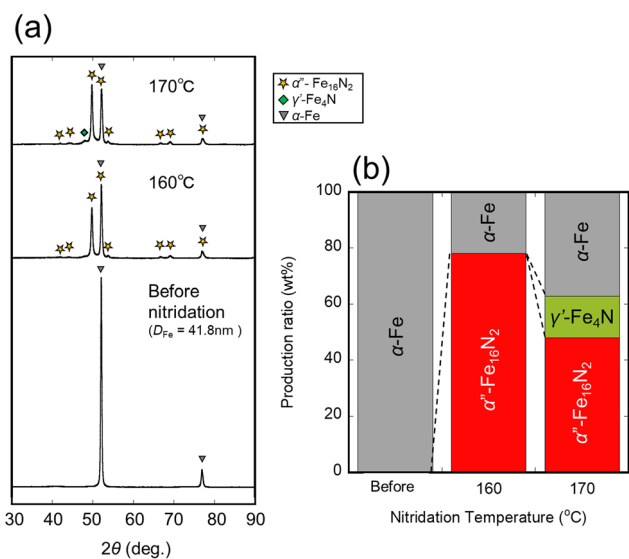 (a)
170°C
160°C
Before
nitridation
(D_Fe = 41.8nm)
30 40 50 60 70 80 90
2θ (deg.)
α"- Fe₁₆N₂
γ'-Fe₄N
α-Fe
(b)
Production ratio (wt%)
100
80
60
40
20
0
α-Fe
α-Fe
α"-Fe₁₆N₂
α-Fe
γ'-Fe₄N
α"-Fe₁₆N₂
Before 160 170
Nitridation Temperature (°C)